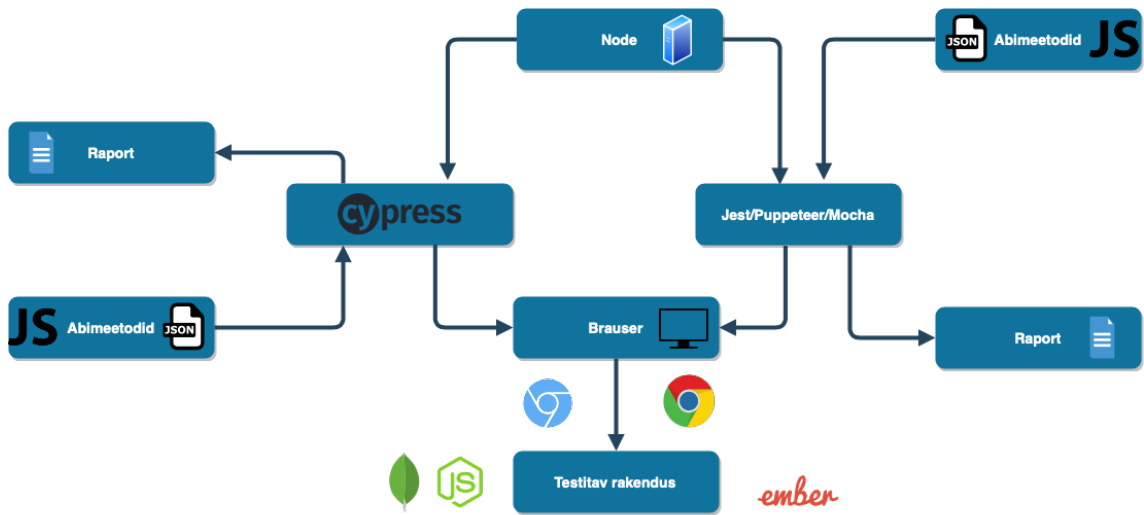 Node
JSON
Abimeetodid
JS
Raport
cypress
Jest/Puppeteer/Mocha
JS
Abimeetodid
JSON
Brauser
Raport
JS
Testitav rakendus
ember